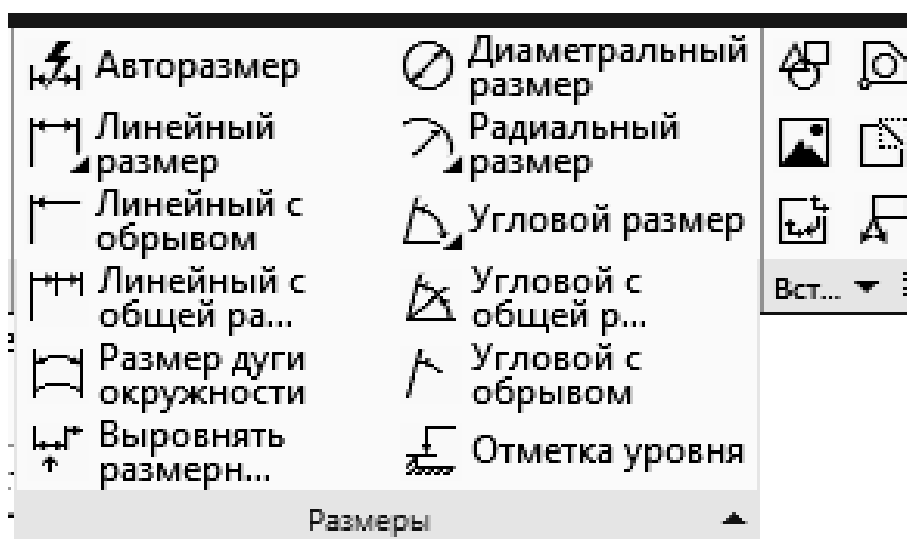 Авторазмер
Линейный
размер
Линейный с
обрывом
Линейный с
общей ра...
Размер дуги
окружности
Выровнять
размерн...
Диаметральный
размер
Радиальный
размер
Угловой размер
Угловой с
общей р...
Угловой с
обрывом
Отметка уровня
Размеры
Вст...